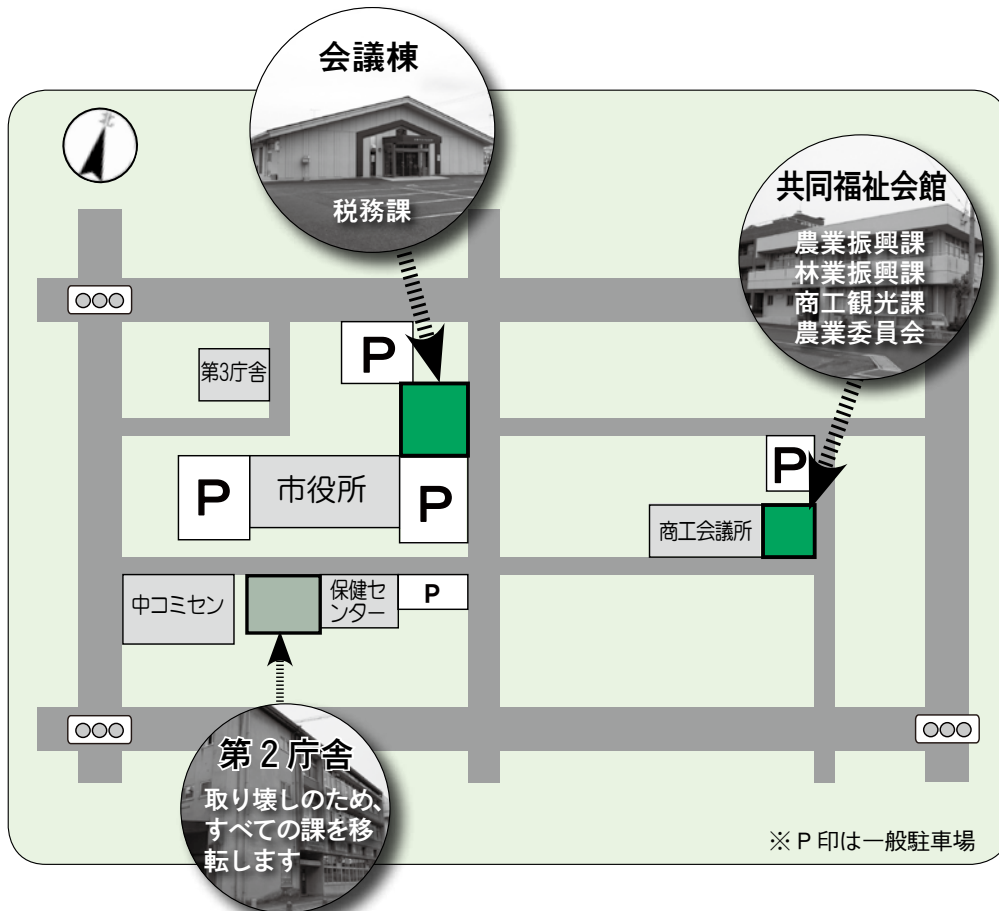 会議棟
税務課
北
共同福祉会館
農業振興課
林業振興課
商工観光課
農業委員会
P
第3庁舎
P
市役所
P
P
商工会議所
中コミセン
保健セ
ンター
P
第2庁舎
取り壊しのため、
すべての課を移
転します
※P印は一般駐車場